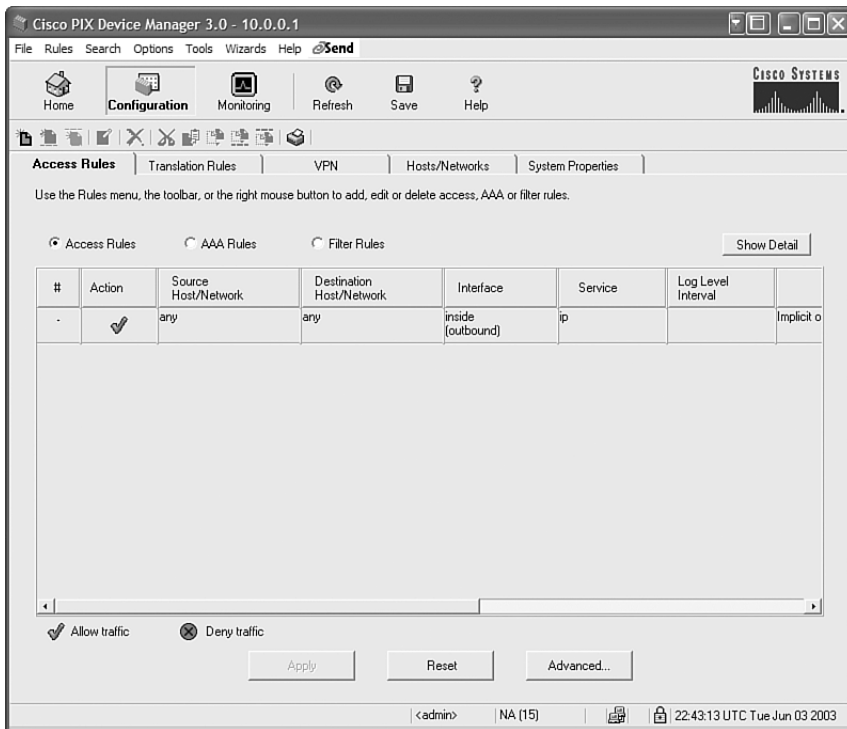 Cisco PIX Device Manager 3.0 - 10.0.0.1
File Rules Search Options Tools Wizards Help Send
Home Configuration Monitoring Refresh Save Help
CISCO SYSTEMS
Access Rules Translation Rules VPN Hosts/Networks System Properties
Use the Rules menu, the toolbar, or the right mouse button to add, edit or delete access, AAA or filter rules.
Access Rules AAA Rules Filter Rules Show Detail
# Action Source Host/Network Destination Host/Network Interface Service Log Level Interval
- any any inside (outbound) ip Implicit o
Allow traffic Deny traffic
Apply Reset Advanced...
<admin> NA (15) 22:43:13 UTC Tue Jun 03 2003